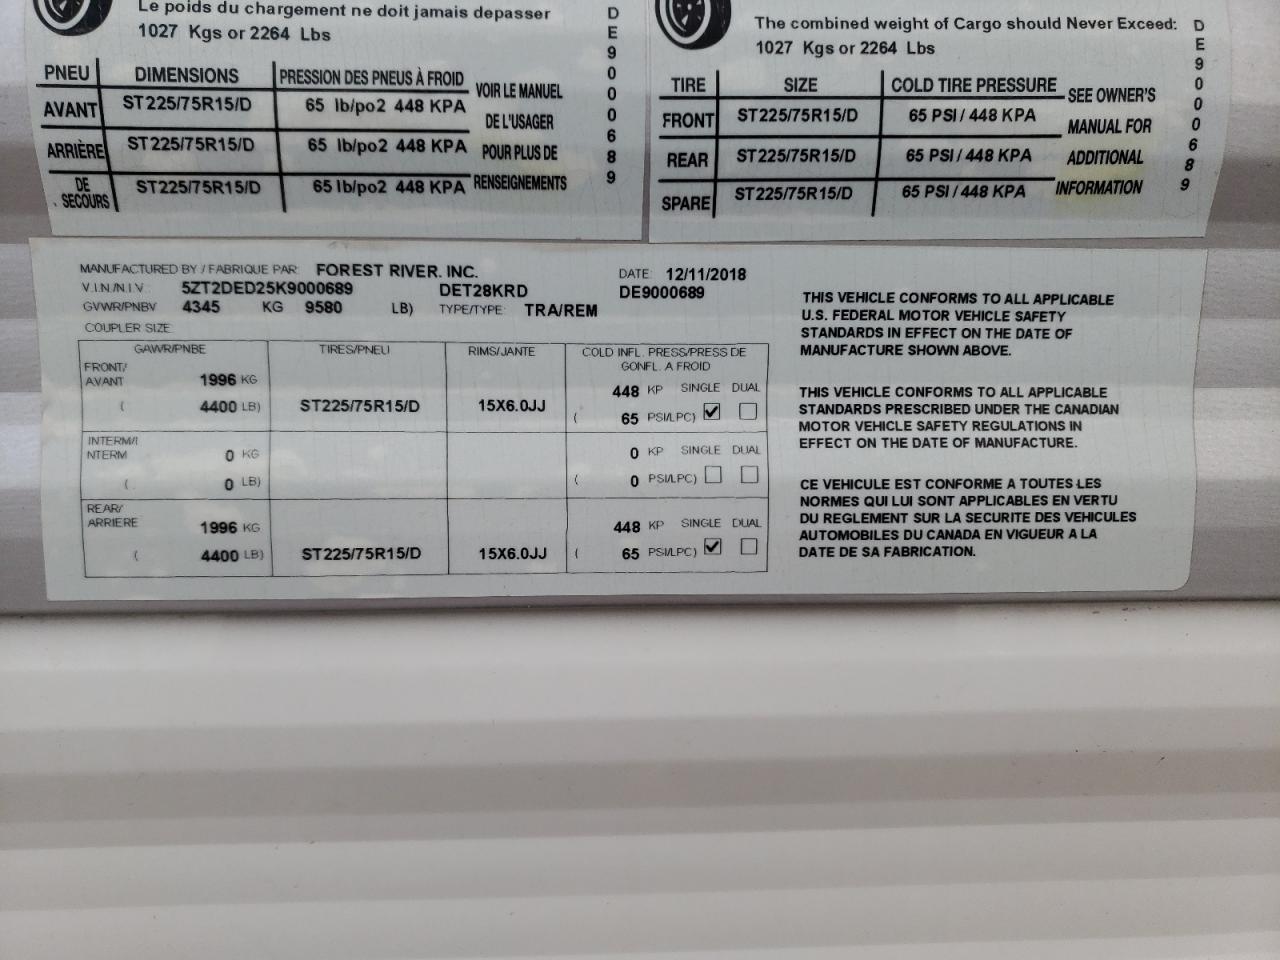 Le poids du chargement ne doit jamais depasser
1027 Kgs or 2264 Lbs
PNEU DIMENSIONS PRESSION DES PNEUS À FROID
AVANT ST225/75R15/D 65 lb/po2 448 KPA
ARRIÈRE ST225/75R15/D 65 lb/po2 448 KPA
DE SECOURS ST225/75R15/D 65 lb/po2 448 KPA
VOIR LE MANUEL
DE L'USAGER
POUR PLUS DE
RENSEIGNEMENTS
DE9000689
The combined weight of Cargo should Never Exceed:
1027 Kgs or 2264 Lbs
TIRE SIZE COLD TIRE PRESSURE
FRONT ST225/75R15/D 65 PSI / 448 KPA
REAR ST225/75R15/D 65 PSI / 448 KPA
SPARE ST225/75R15/D 65 PSI / 448 KPA
SEE OWNER'S
MANUAL FOR
ADDITIONAL
INFORMATION
DE9000689
MANUFACTURED BY / FABRIQUE PAR: FOREST RIVER. INC. DATE: 12/11/2018
V.I.N./N.I.V.: 5ZT2DED25K9000689 DET28KRD DE9000689
GVWR/PNBV 4345 KG 9580 LB) TYPE/TYPE: TRA/REM
COUPLER SIZE:
GAWR/PNBE TIRES/PNEU RIMS/JANTE COLD INFL. PRESS/PRESS DE
GONFL. A FROID
FRONT/
AVANT 1996 KG 448 KP SINGLE DUAL
( 4400 LB) ST225/75R15/D 15X6.0JJ ( 65 PSI/LPC)
INTERM/I
NTERM 0 KG 0 KP SINGLE DUAL
( 0 LB) ( 0 PSI/LPC)
REAR/
ARRIERE 1996 KG 448 KP SINGLE DUAL
( 4400 LB) ST225/75R15/D 15X6.0JJ ( 65 PSI/LPC)
THIS VEHICLE CONFORMS TO ALL APPLICABLE
U.S. FEDERAL MOTOR VEHICLE SAFETY
STANDARDS IN EFFECT ON THE DATE OF
MANUFACTURE SHOWN ABOVE.
THIS VEHICLE CONFORMS TO ALL APPLICABLE
STANDARDS PRESCRIBED UNDER THE CANADIAN
MOTOR VEHICLE SAFETY REGULATIONS IN
EFFECT ON THE DATE OF MANUFACTURE.
CE VEHICULE EST CONFORME A TOUTES LES
NORMES QUI LUI SONT APPLICABLES EN VERTU
DU REGLEMENT SUR LA SECURITE DES VEHICULES
AUTOMOBILES DU CANADA EN VIGUEUR A LA
DATE DE SA FABRICATION.